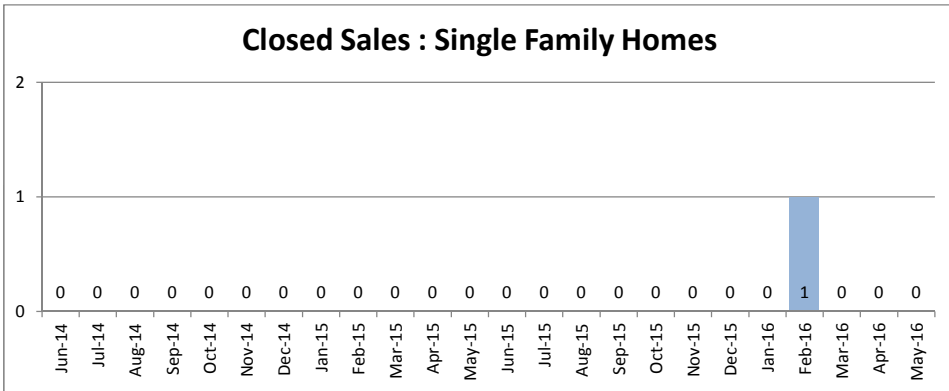 Closed Sales : Single Family Homes
2
1
0
0 0 0 0 0 0 0 0 0 0 0 0 0 0 0 0 0 0 0 0 1 0 0 0
Jun-14 Jul-14 Aug-14 Sep-14 Oct-14 Nov-14 Dec-14 Jan-15 Feb-15 Mar-15 Apr-15 May-15 Jun-15 Jul-15 Aug-15 Sep-15 Oct-15 Nov-15 Dec-15 Jan-16 Feb-16 Mar-16 Apr-16 May-16